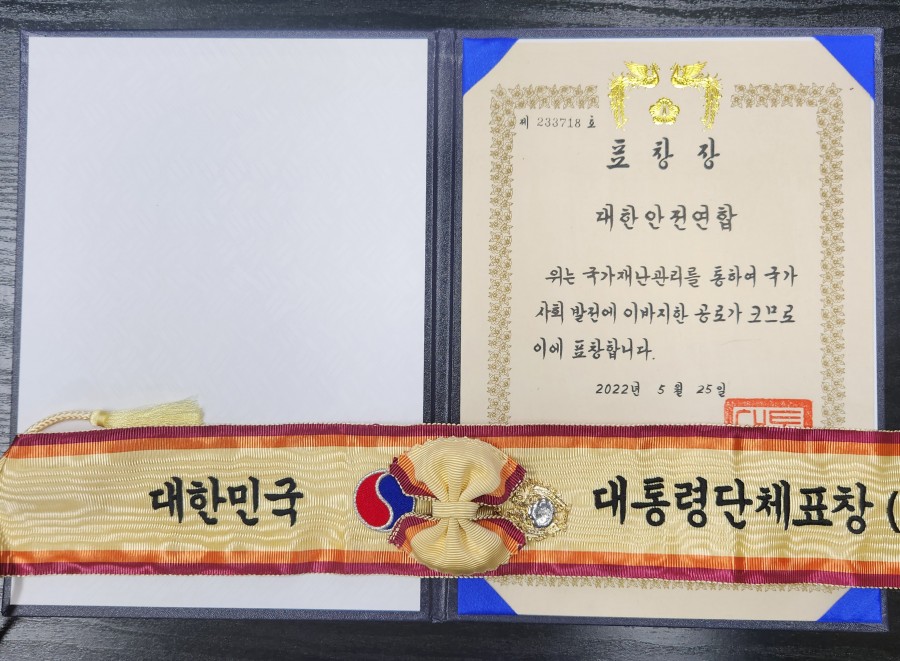 제 233718 호
표 창 장
대한안전연합
위는 국가재난관리를 통하여 국가
사회 발전에 이바지한 공로가 크므로
이에 표창합니다.
2022년 5월 25일
대한민국 대통령단체표창 (